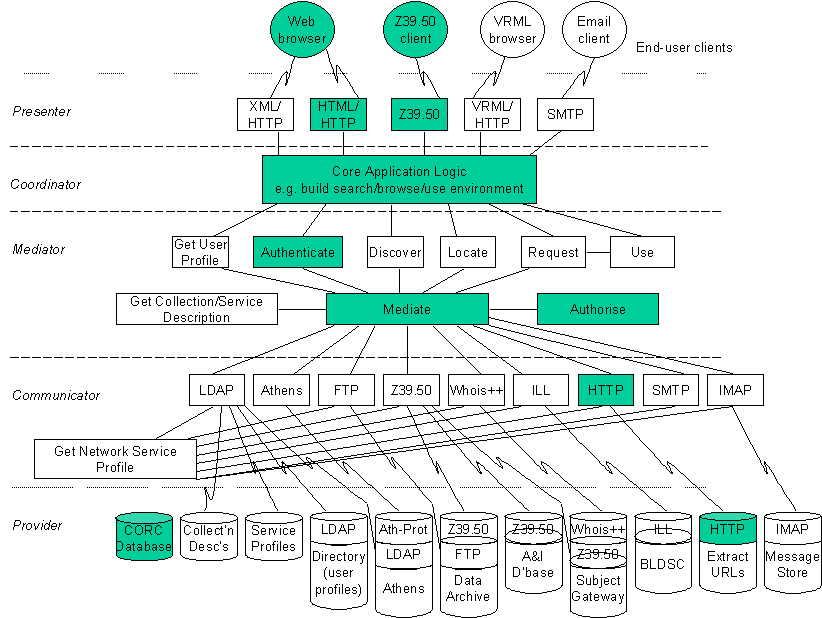 Web
browser
Z39.50
client
VRML
browser
Email
client
End-user clients
Presenter
XML/
HTTP
HTML/
HTTP
Z39.50
VRML/
HTTP
SMTP
Coordinator
Core Application Logic
e.g. build search/browse/use environment
Mediator
Get User
Profile
Authenticate
Discover
Locate
Request
Use
Get Collection/Service
Description
Mediate
Authorise
Communicator
LDAP
Athens
FTP
Z39.50
Whois++
ILL
HTTP
SMTP
IMAP
Get Network Service
Profile
Provider
CORC
Database
Collect'n
Desc's
Service
Profiles
LDAP
Directory
(user
profiles)
Ath-Prot
LDAP
Athens
Z39.50
FTP
Data
Archive
Z39.50
A&I
D'base
Whois++
Z39.50
Subject
Gateway
ILL
BLDSC
HTTP
Extract
URLs
IMAP
Message
Store